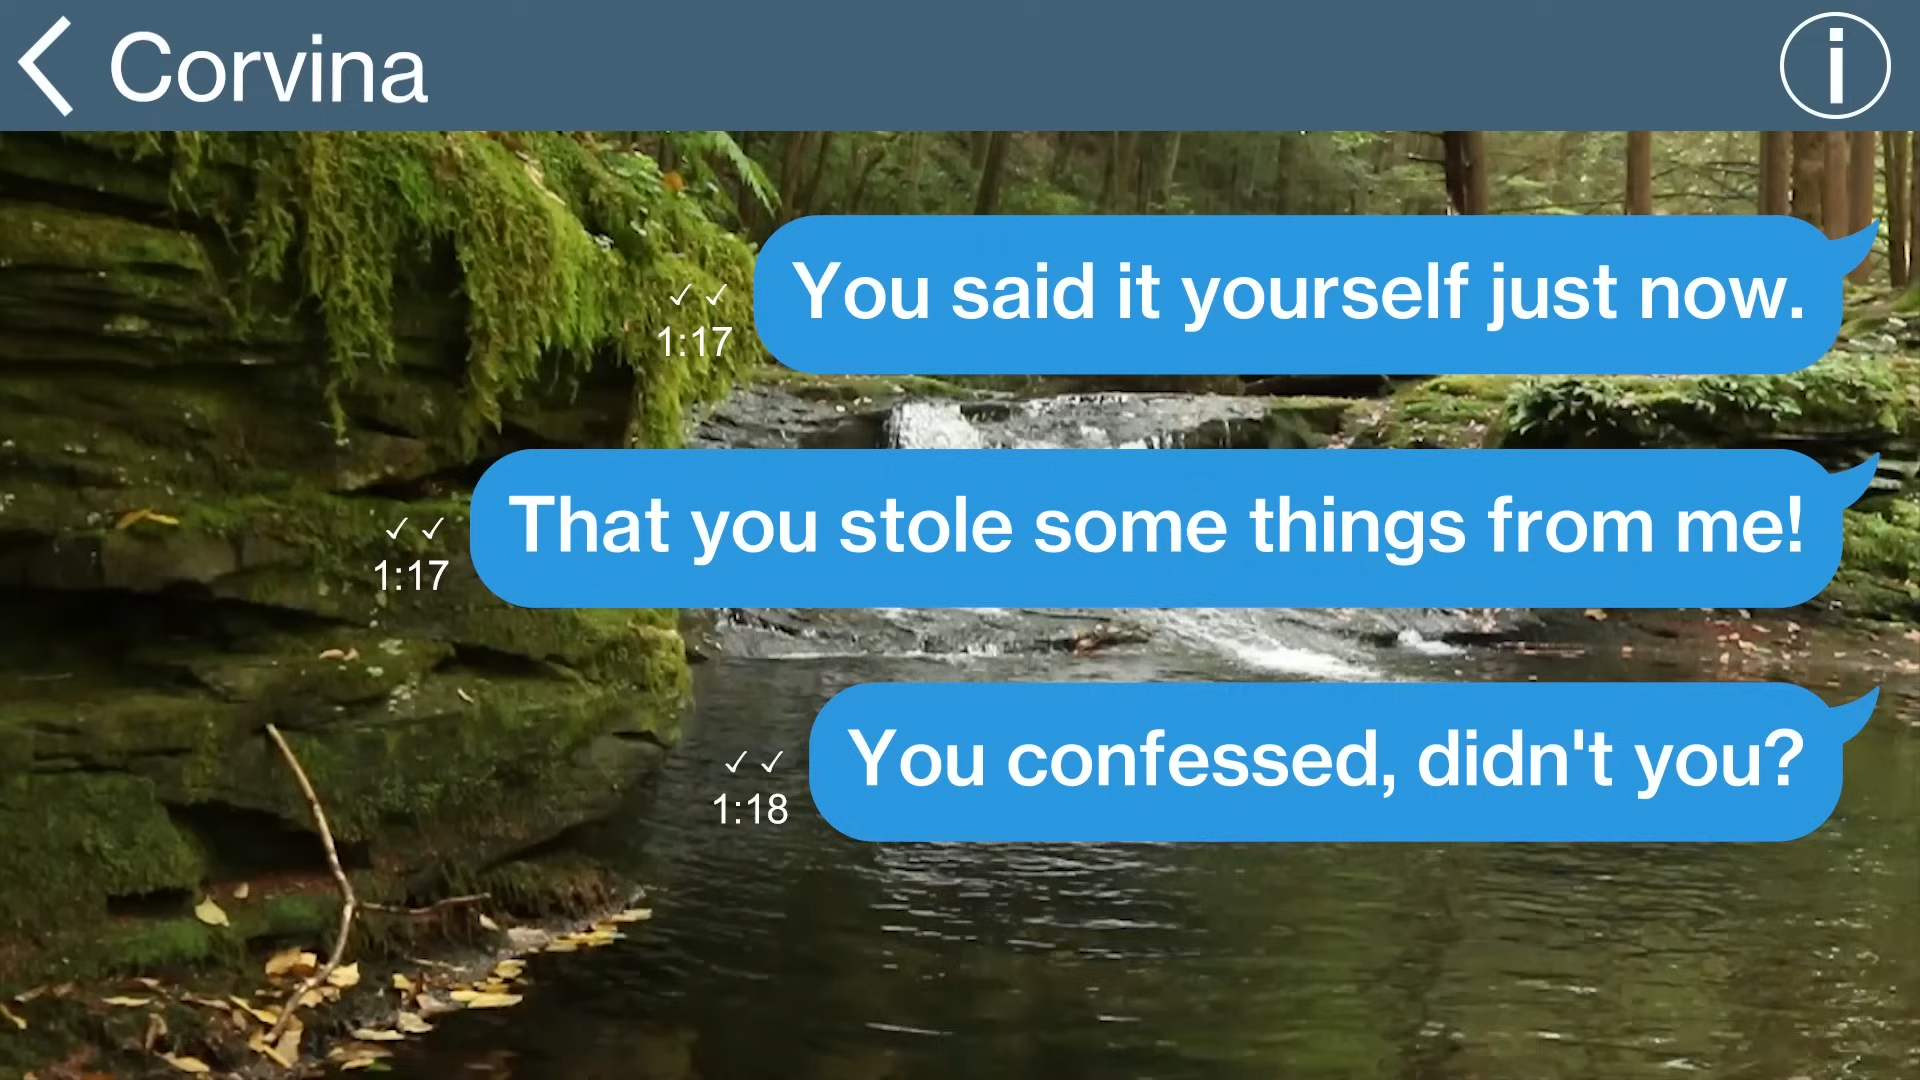 Corvina
You said it yourself just now.
1:17
That you stole some things from me!
1:17
You confessed, didn't you?
1:18